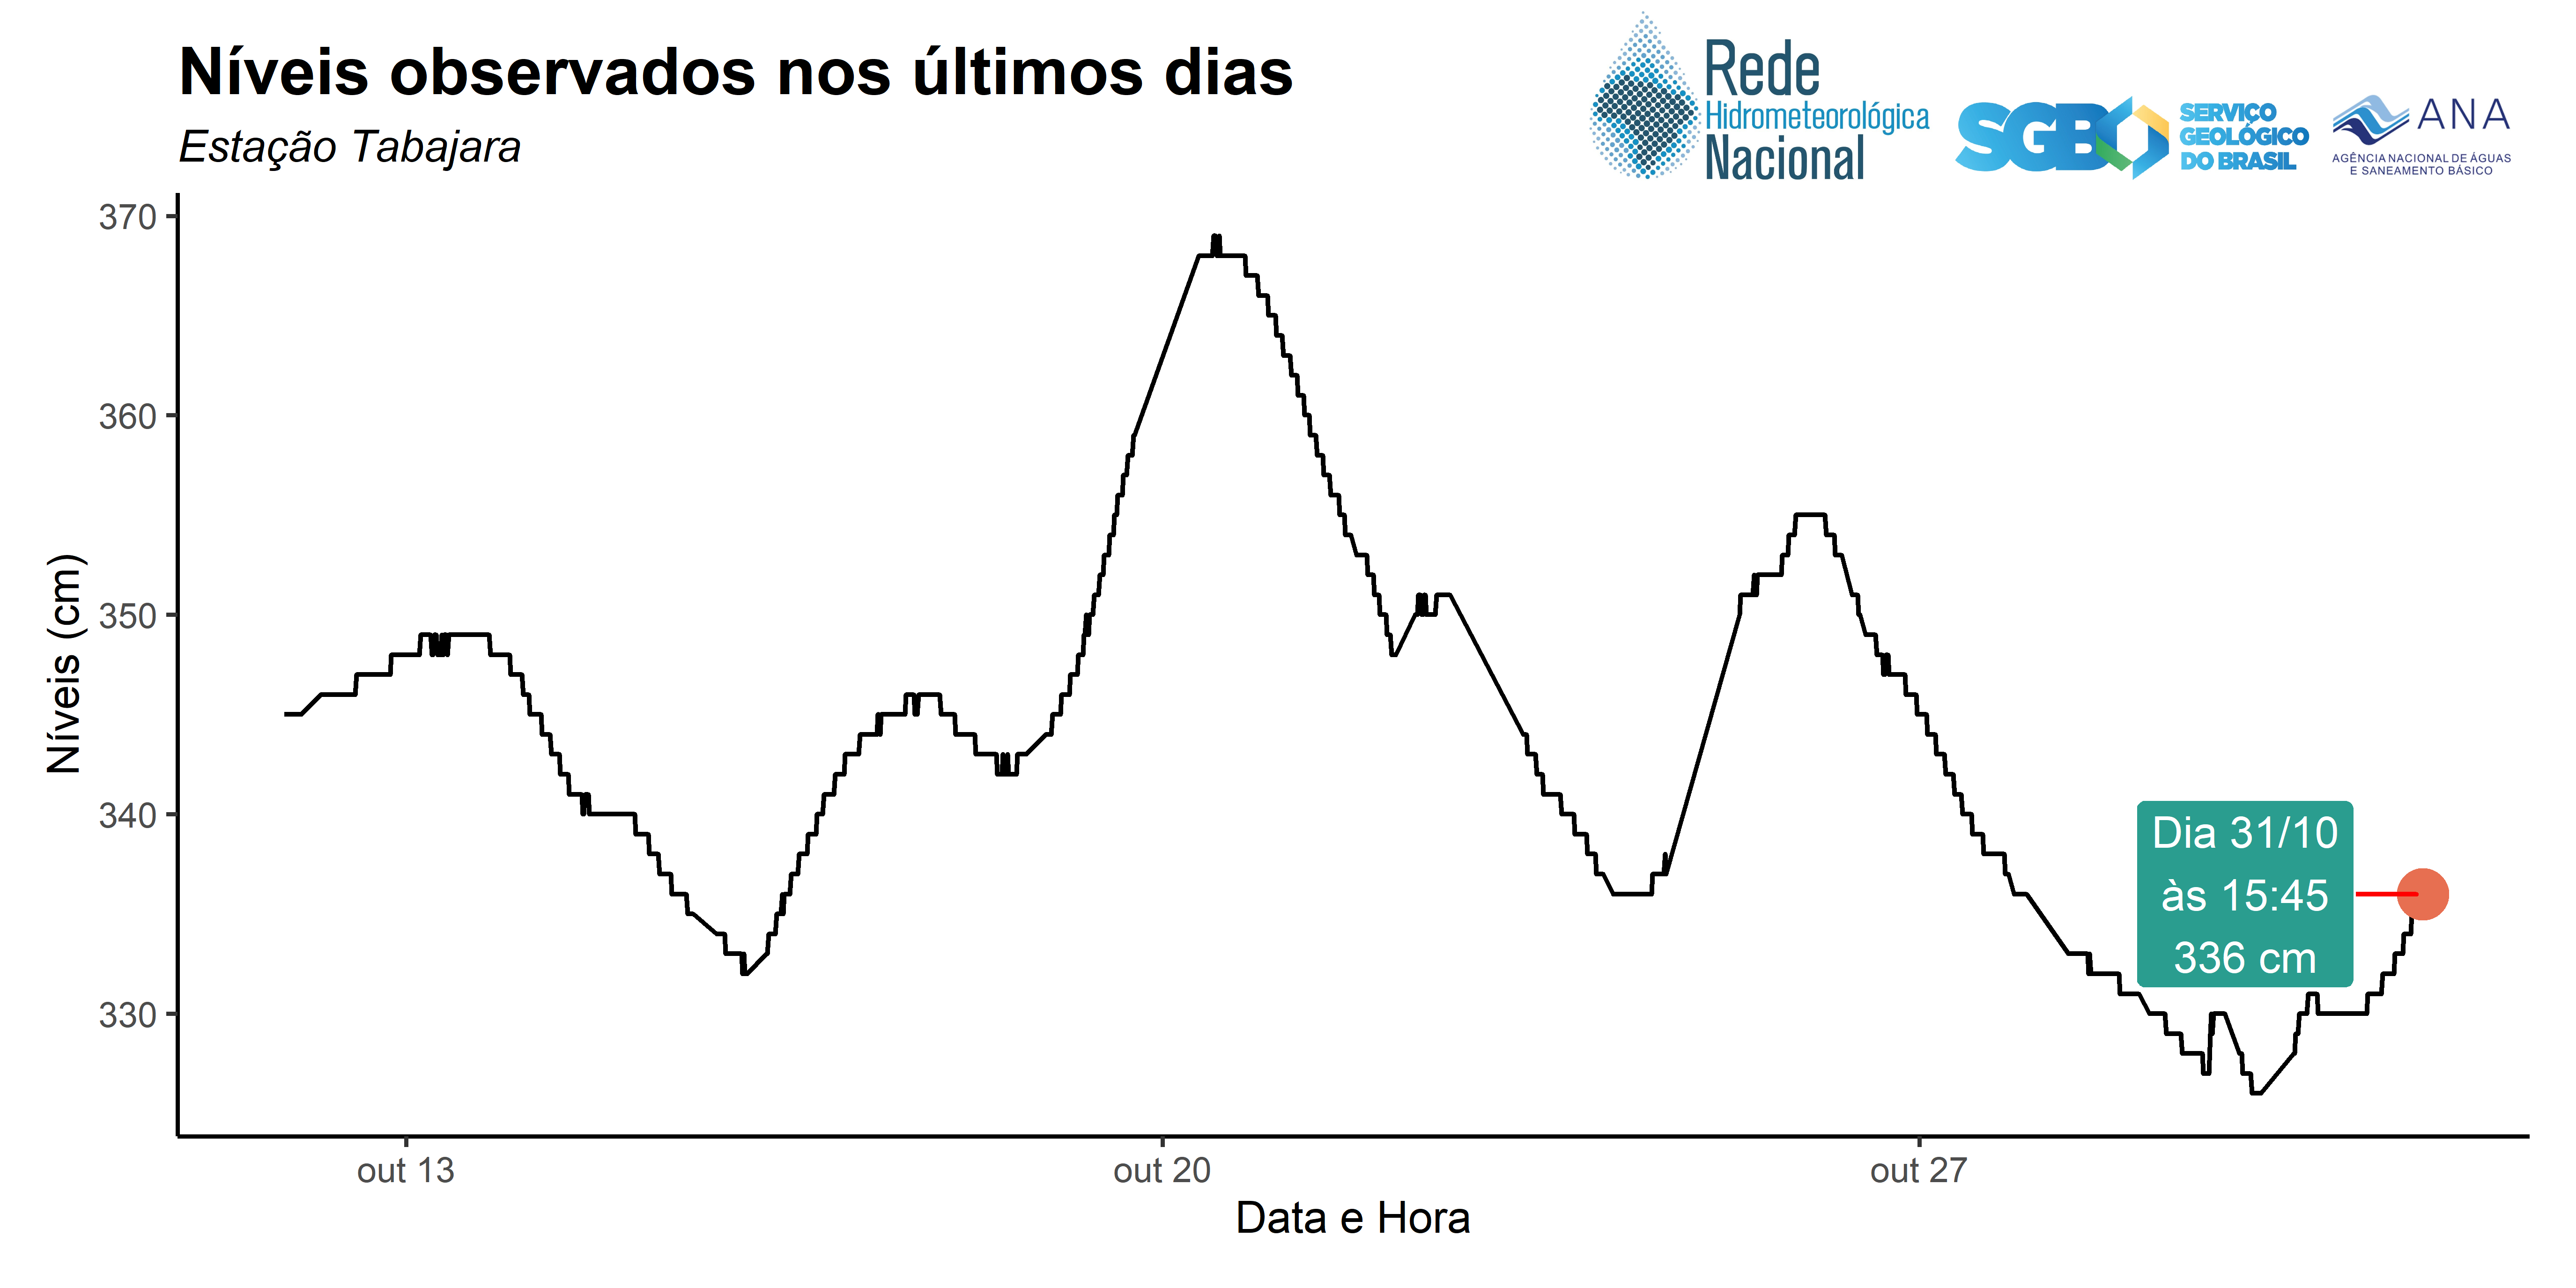 Níveis observados nos últimos dias
Estação Tabajara
Rede
Hidrometeorológica
Nacional
SGB
SERVIÇO
GEOLÓGICO
DO BRASIL
ANA
AGÊNCIA NACIONAL DE ÁGUAS
E SANEAMENTO BÁSICO
370
360
350
340
330
Níveis (cm)
Dia 31/10
às 15:45
336 cm
out 13
out 20
out 27
Data e Hora